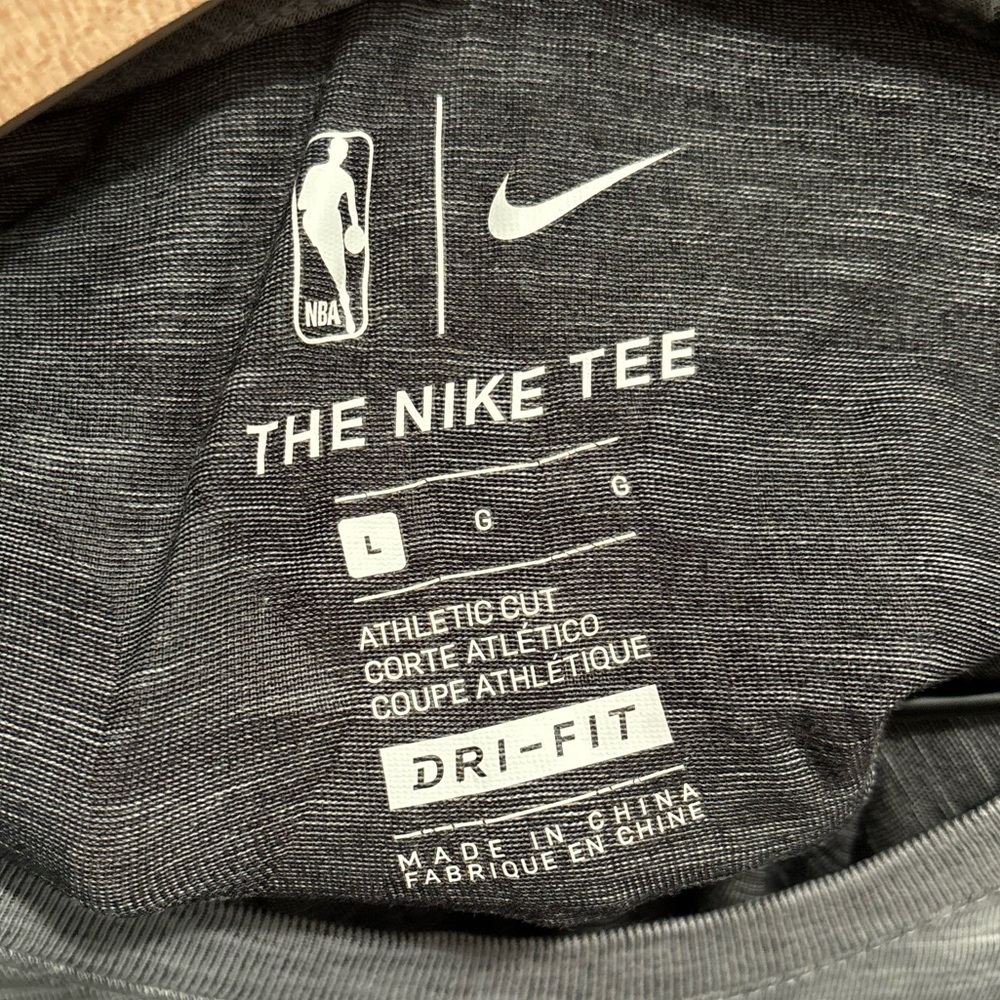 NBA
THE NIKE TEE
L G G
ATHLETIC CUT
CORTE ATLÉTICO
COUPE ATHLÉTIQUE
DRI-FIT
MADE IN CHINA
FABRIQUE EN CHINE